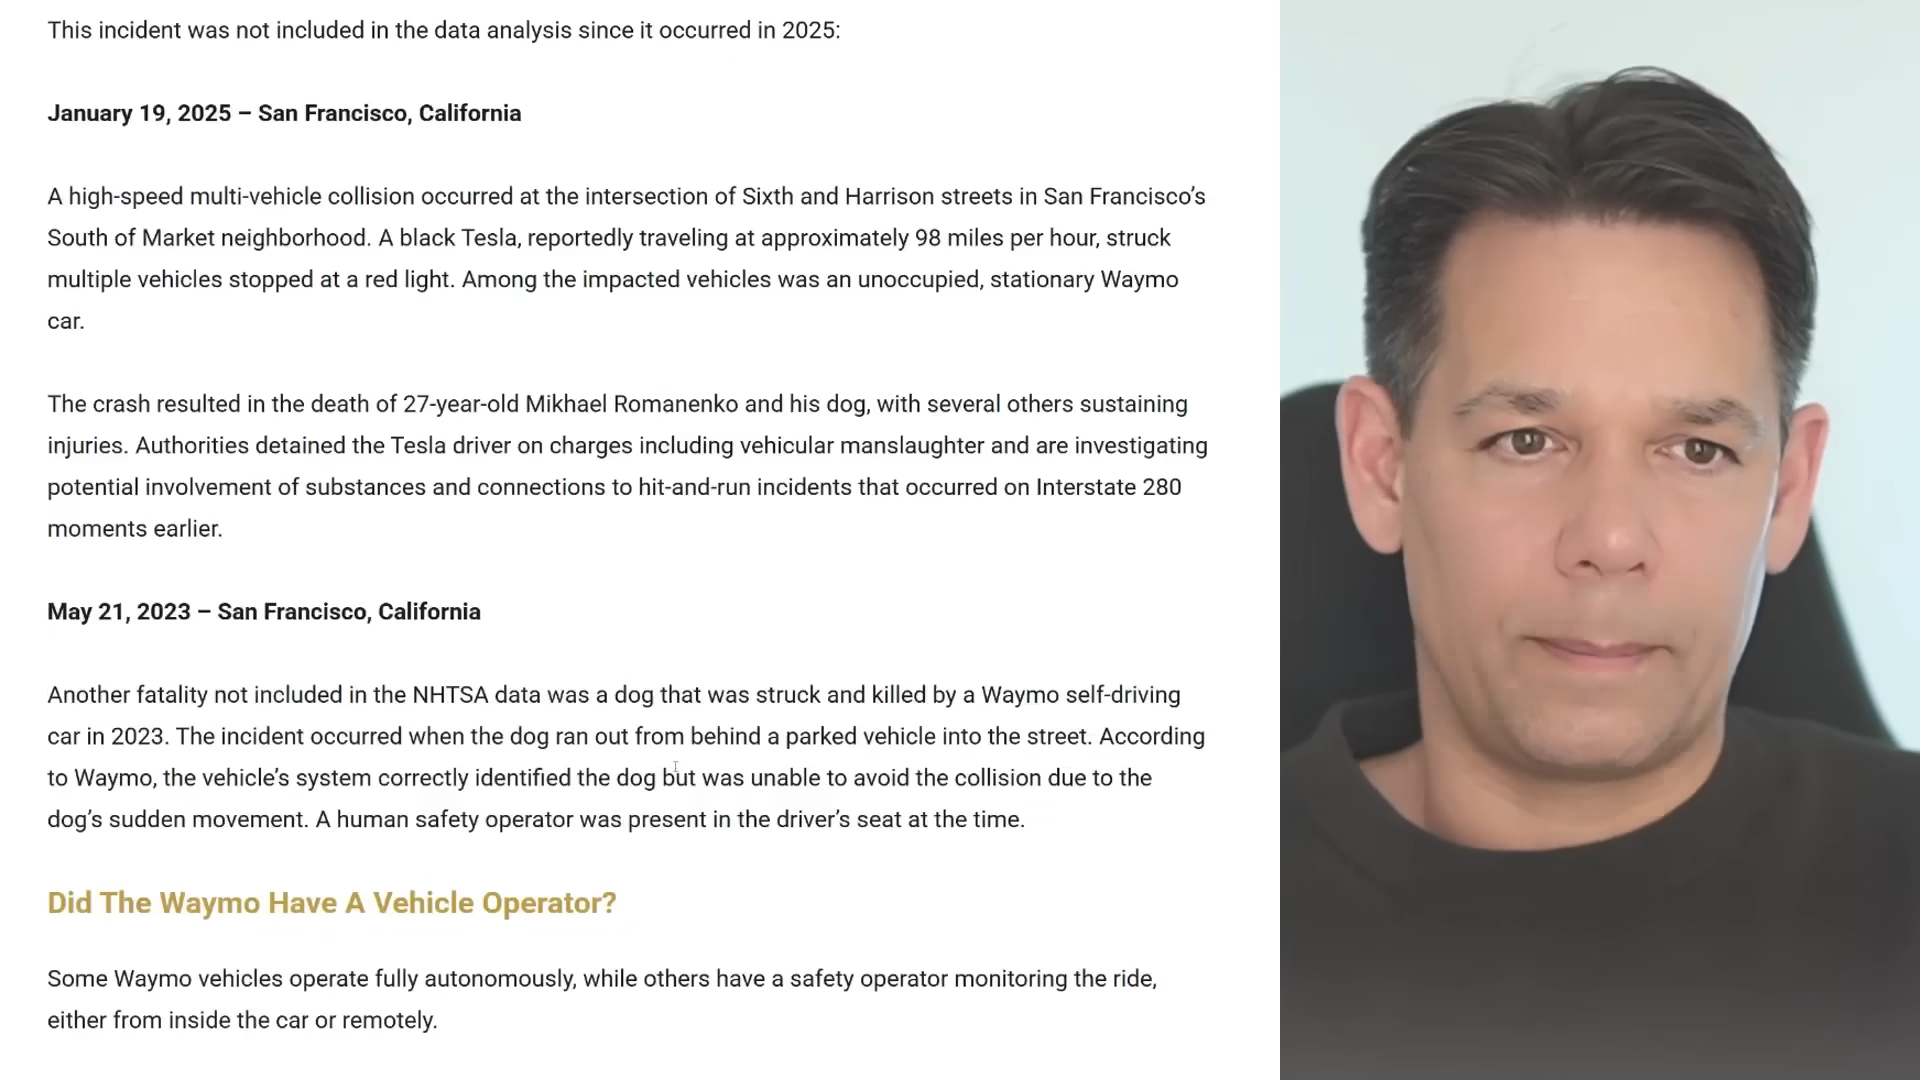 This incident was not included in the data analysis since it occurred in 2025:
January 19, 2025 – San Francisco, California
A high-speed multi-vehicle collision occurred at the intersection of Sixth and Harrison streets in San Francisco’s
South of Market neighborhood. A black Tesla, reportedly traveling at approximately 98 miles per hour, struck
multiple vehicles stopped at a red light. Among the impacted vehicles was an unoccupied, stationary Waymo
car.
The crash resulted in the death of 27-year-old Mikhael Romanenko and his dog, with several others sustaining
injuries. Authorities detained the Tesla driver on charges including vehicular manslaughter and are investigating
potential involvement of substances and connections to hit-and-run incidents that occurred on Interstate 280
moments earlier.
May 21, 2023 – San Francisco, California
Another fatality not included in the NHTSA data was a dog that was struck and killed by a Waymo self-driving
car in 2023. The incident occurred when the dog ran out from behind a parked vehicle into the street. According
to Waymo, the vehicle’s system correctly identified the dog but was unable to avoid the collision due to the
dog’s sudden movement. A human safety operator was present in the driver’s seat at the time.
Did The Waymo Have A Vehicle Operator?
Some Waymo vehicles operate fully autonomously, while others have a safety operator monitoring the ride,
either from inside the car or remotely.